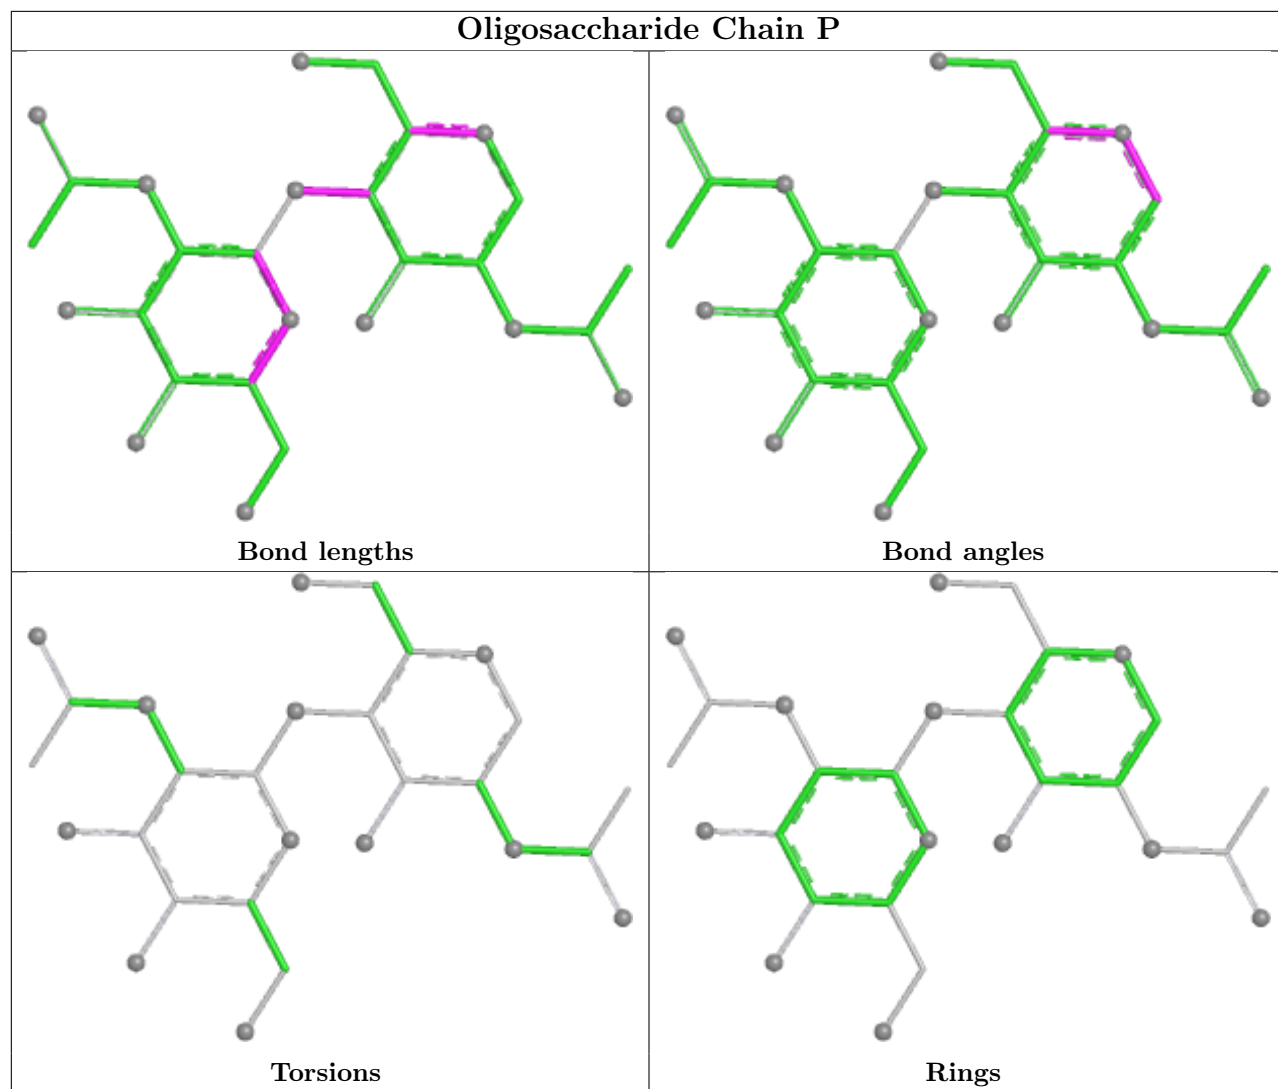 Oligosaccharide Chain P
Bond lengths
Bond angles
Torsions
Rings